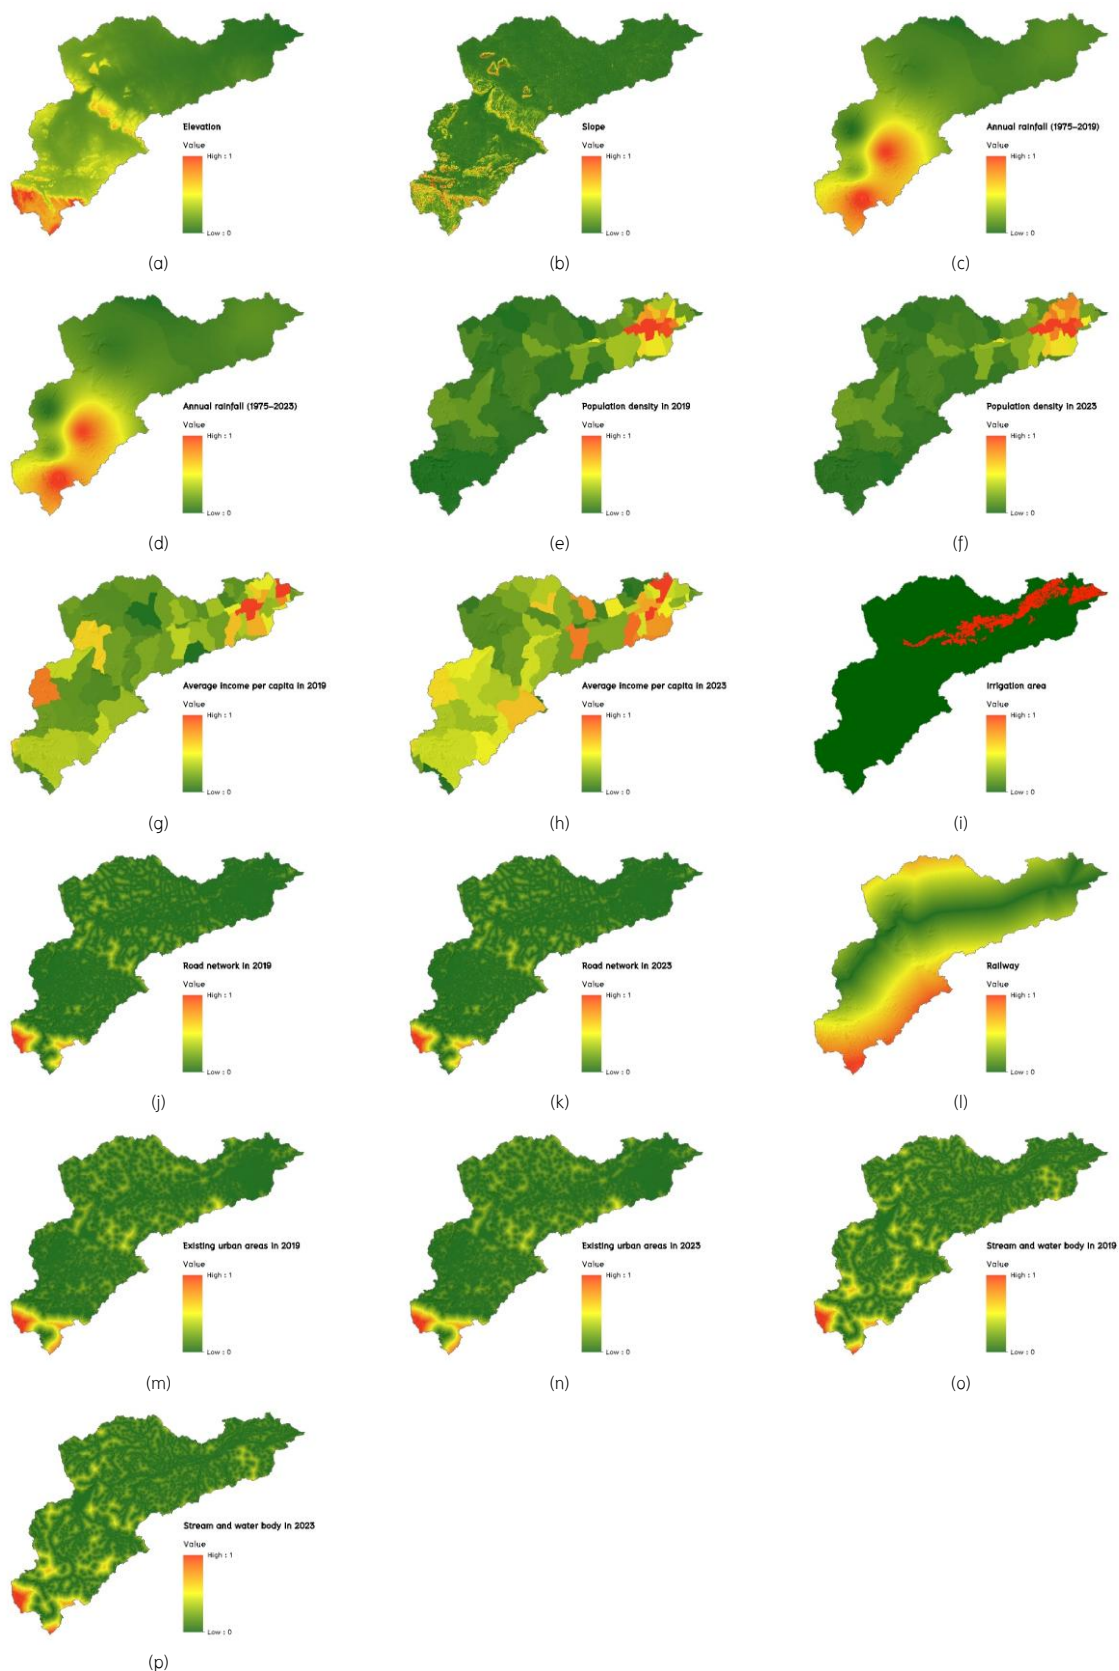 Elevation
Value
High : 1
Low : 0
(a)
Slope
Value
High : 1
Low : 0
(b)
Annual rainfall (1975–2019)
Value
High : 1
Low : 0
(c)
Annual rainfall (1975–2023)
Value
High : 1
Low : 0
(d)
Population density in 2019
Value
High : 1
Low : 0
(e)
Population density in 2023
Value
High : 1
Low : 0
(f)
Average income per capita in 2019
Value
High : 1
Low : 0
(g)
Average income per capita in 2023
Value
High : 1
Low : 0
(h)
Irrigation area
Value
High : 1
Low : 0
(i)
Road network in 2019
Value
High : 1
Low : 0
(j)
Road network in 2023
Value
High : 1
Low : 0
(k)
Railway
Value
High : 1
Low : 0
(l)
Existing urban areas in 2019
Value
High : 1
Low : 0
(m)
Existing urban areas in 2023
Value
High : 1
Low : 0
(n)
Stream and water body in 2019
Value
High : 1
Low : 0
(o)
Stream and water body in 2023
Value
High : 1
Low : 0
(p)